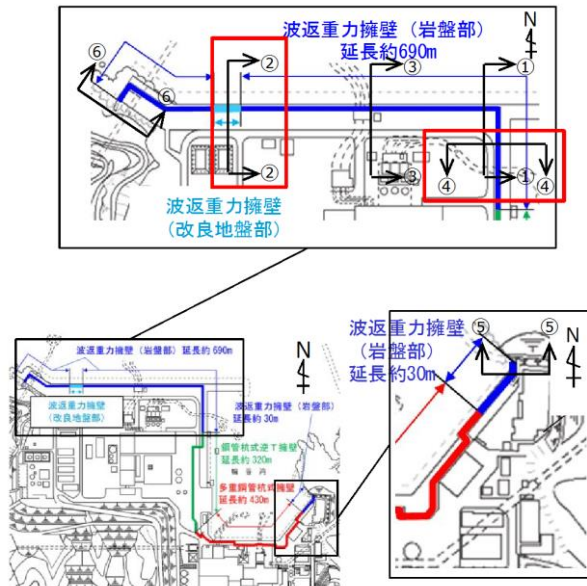 波返重力擁壁（岩盤部）
延長約690m
N
⑥
⑥
②
②
③
③
①
①
④
④
波返重力擁壁
（改良地盤部）
波返重力擁壁（岩盤部）延長約690m
N
波返重力擁壁
（改良地盤部）
波返重力擁壁（岩盤部）
延長約30m
鋼管杭式逆T擁壁
延長約320m
多重鋼管杭式擁壁
延長約430m
波返重力擁壁
（岩盤部）
延長約30m
⑤
⑤
N